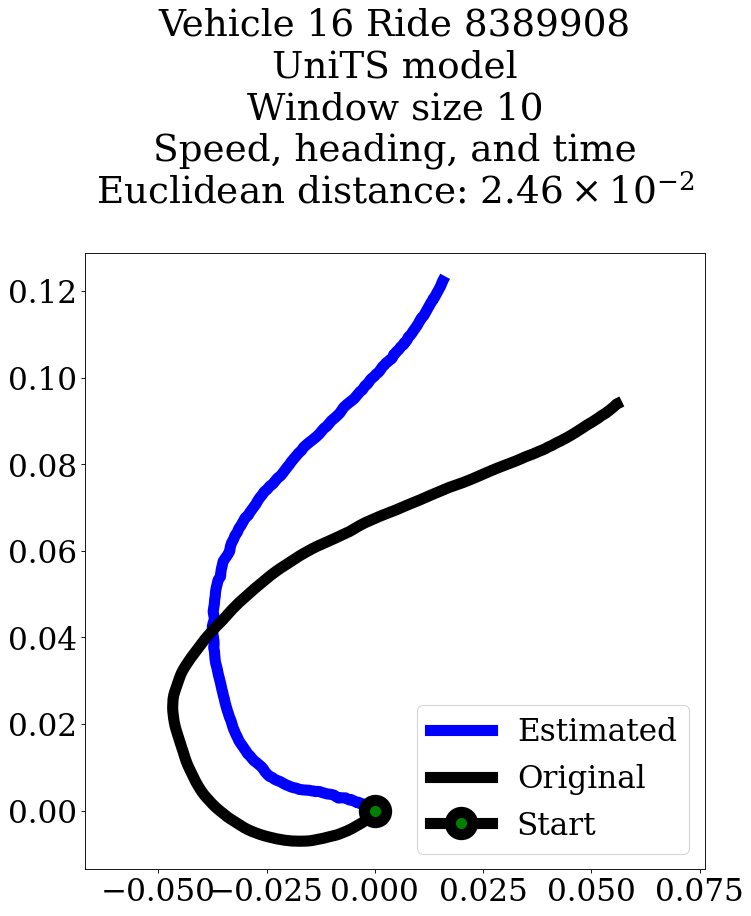 Vehicle 16 Ride 8389908
UniTS model
Window size 10
Speed, heading, and time
Euclidean distance: 2.46 × 10⁻²
0.12
0.10
0.08
0.06
0.04
0.02
0.00
Estimated
Original
Start
−0.050 −0.025 0.000 0.025 0.050 0.075